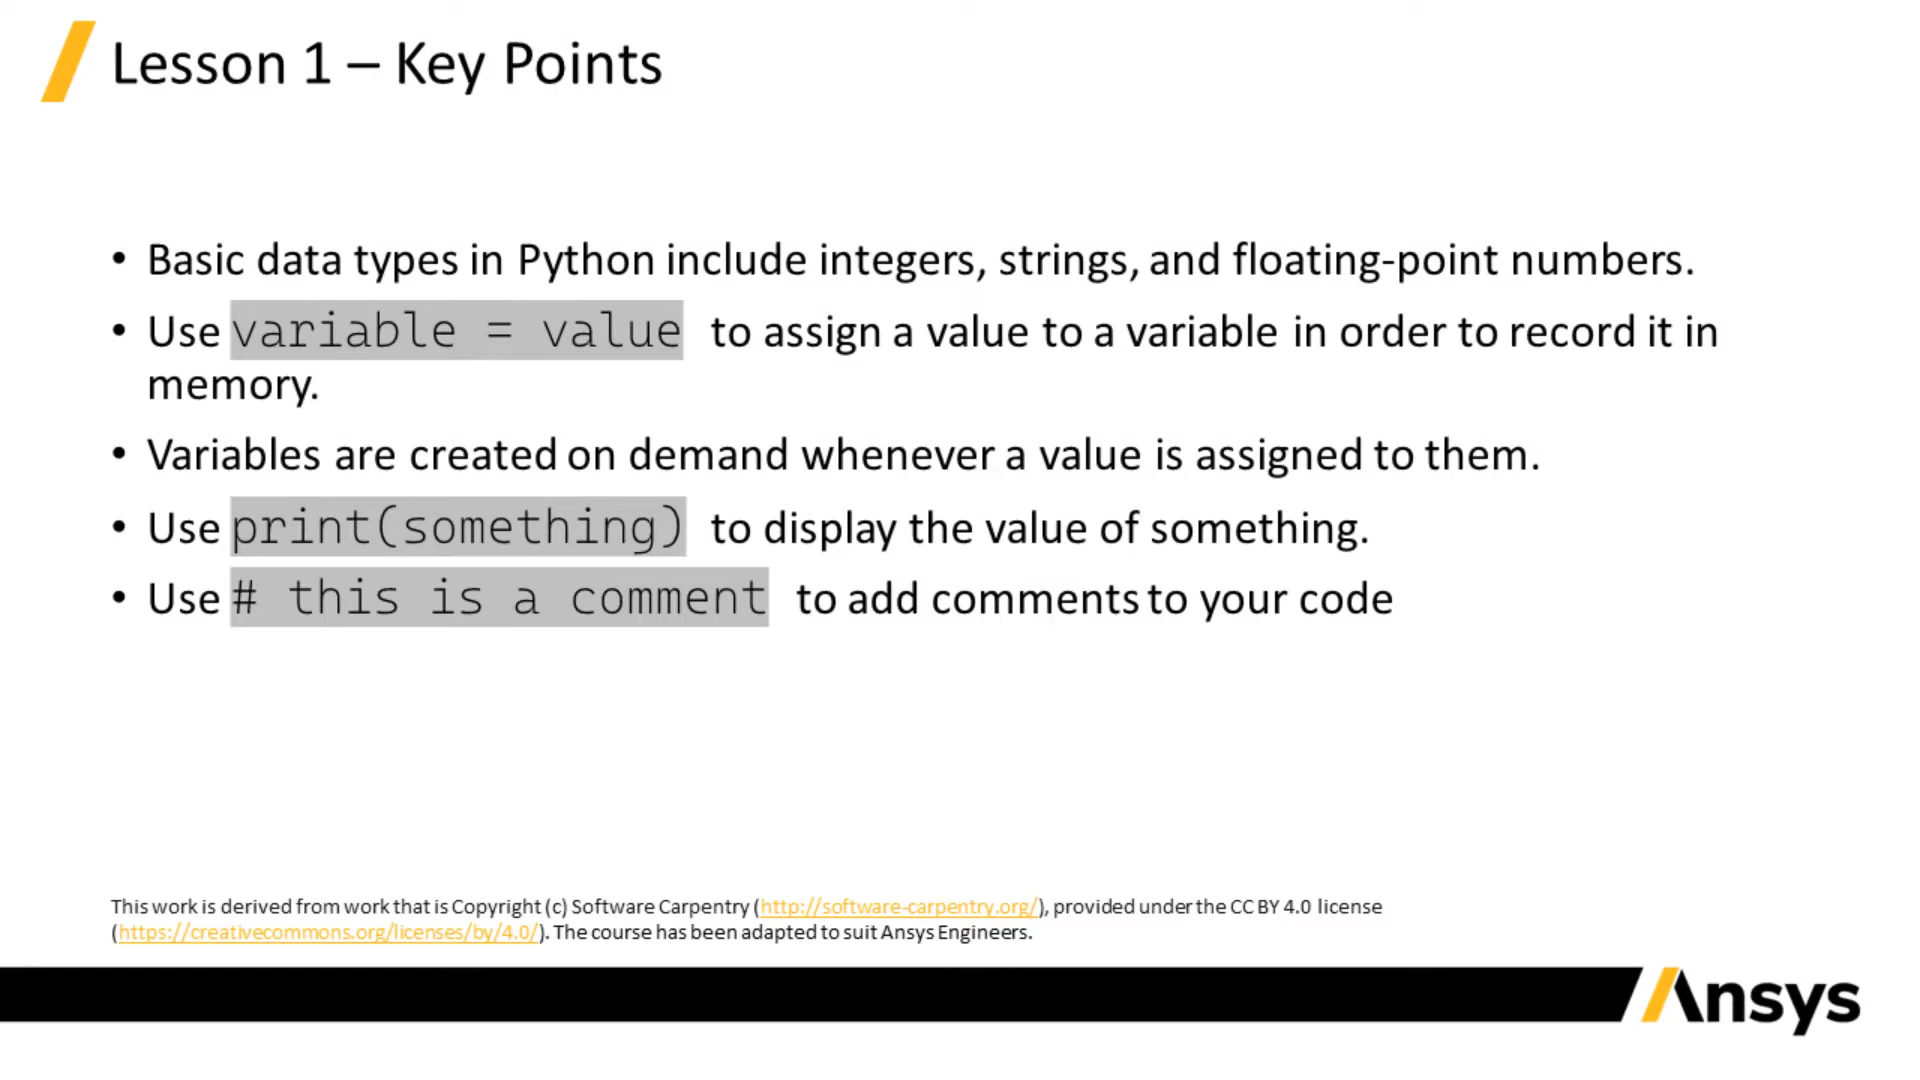 Lesson 1 – Key Points
• Basic data types in Python include integers, strings, and floating-point numbers.
• Use variable = value to assign a value to a variable in order to record it in
memory.
• Variables are created on demand whenever a value is assigned to them.
• Use print(something) to display the value of something.
• Use # this is a comment to add comments to your code
This work is derived from work that is Copyright (c) Software Carpentry (http://software-carpentry.org/), provided under the CC BY 4.0 license
(https://creativecommons.org/licenses/by/4.0/). The course has been adapted to suit Ansys Engineers.
Ansys